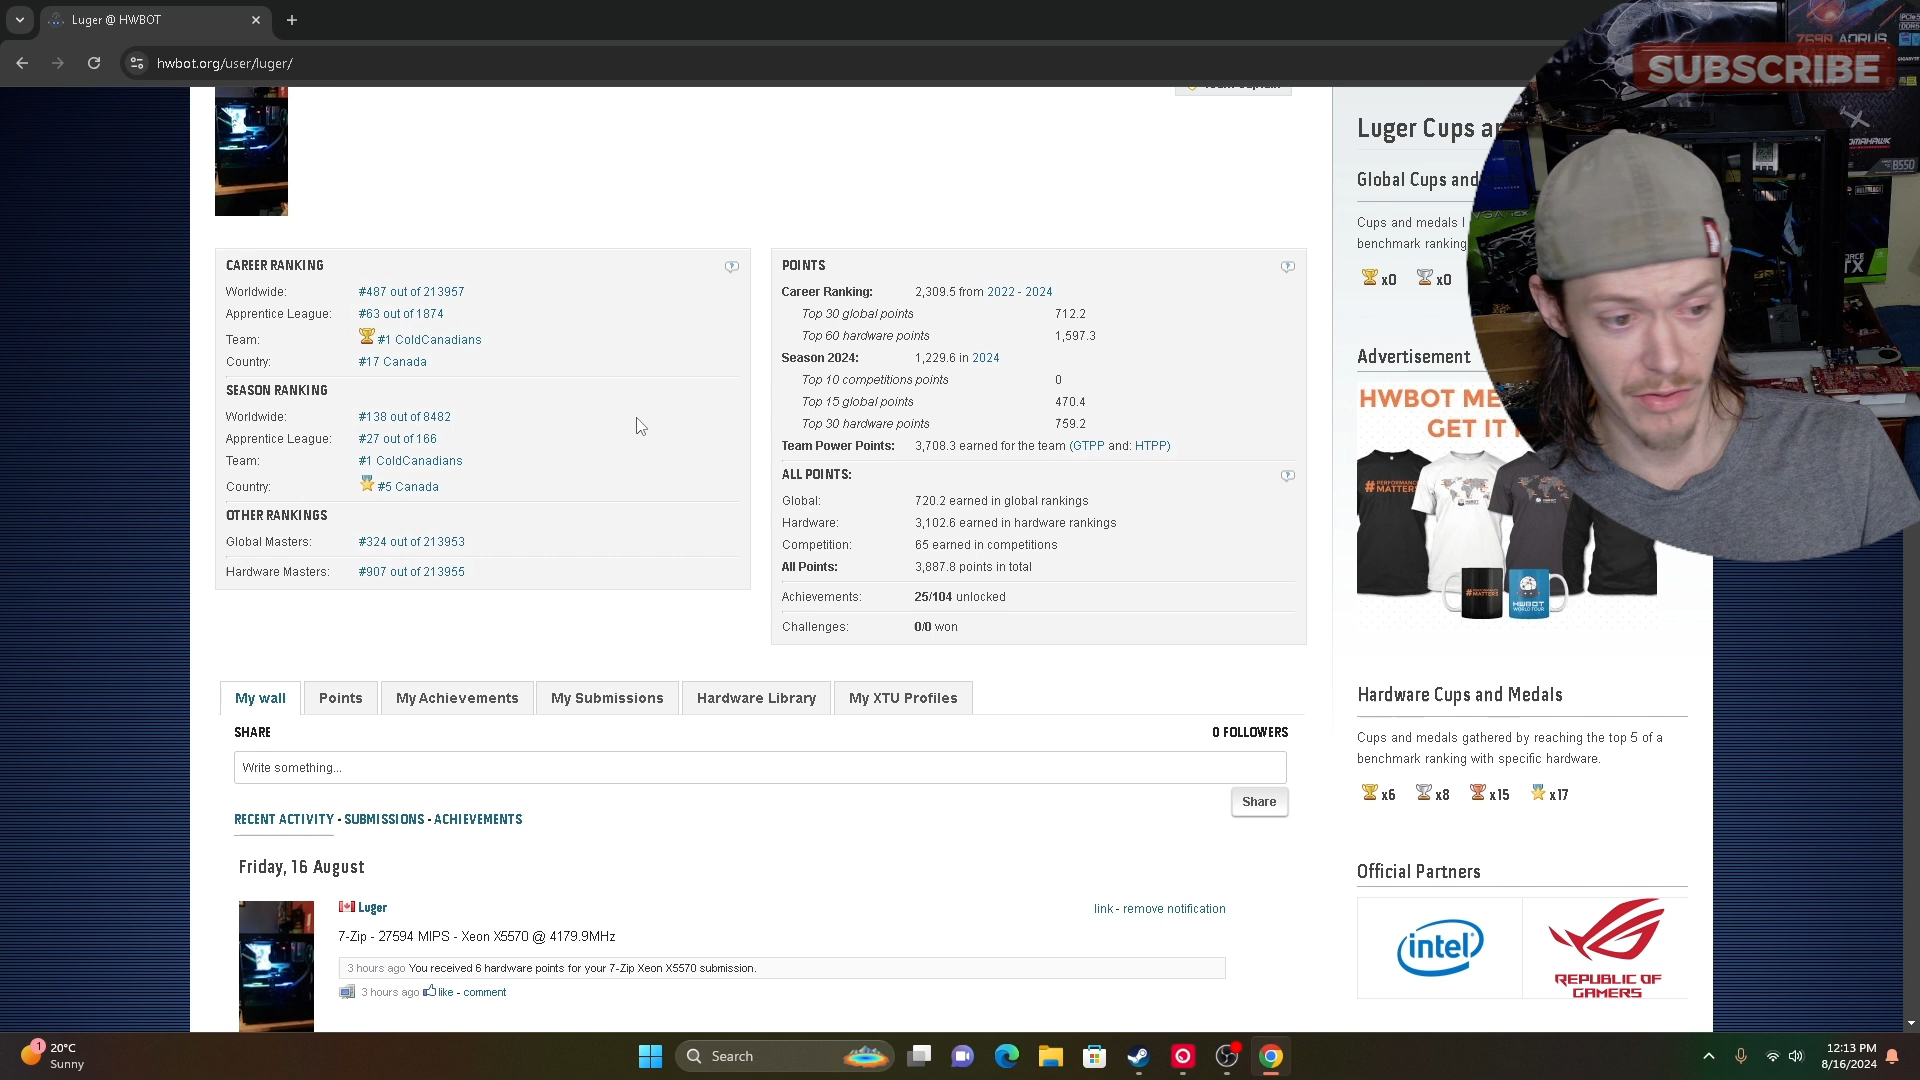 Luger @ HWBOT
hwbot.org/user/luger/
SUBSCRIBE
Z690 AORUS
OMAHAWK
B550
Luger Cups an
Global Cups and
Cups and medals
benchmark ranking
x0 x0
CAREER RANKING
Worldwide: #487 out of 213957
Apprentice League: #63 out of 1874
Team: #1 ColdCanadians
Country: #17 Canada
SEASON RANKING
Worldwide: #138 out of 8482
Apprentice League: #27 out of 166
Team: #1 ColdCanadians
Country: #5 Canada
OTHER RANKINGS
Global Masters: #324 out of 213953
Hardware Masters: #907 out of 213955
POINTS
Career Ranking: 2,309.5 from 2022 - 2024
Top 30 global points 712.2
Top 60 hardware points 1,597.3
Season 2024: 1,229.6 in 2024
Top 10 competitions points 0
Top 15 global points 470.4
Top 30 hardware points 759.2
Team Power Points: 3,708.3 earned for the team (GTPP and: HTPP)
ALL POINTS:
Global: 720.2 earned in global rankings
Hardware: 3,102.6 earned in hardware rankings
Competition: 65 earned in competitions
All Points: 3,887.8 points in total
Achievements: 25/104 unlocked
Challenges: 0/0 won
Advertisement
HWBOT ME
GET IT
#PERFORMANCE
MATTERS
HWBOT
WORLD TOUR
My wall Points My Achievements My Submissions Hardware Library My XTU Profiles
SHARE 0 FOLLOWERS
Write something...
Share
RECENT ACTIVITY - SUBMISSIONS - ACHIEVEMENTS
Friday, 16 August
Luger link - remove notification
7-Zip - 27594 MIPS - Xeon X5570 @ 4179.9MHz
3 hours ago You received 6 hardware points for your 7-Zip Xeon X5570 submission.
3 hours ago like - comment
Hardware Cups and Medals
Cups and medals gathered by reaching the top 5 of a
benchmark ranking with specific hardware.
x6 x8 x15 x17
Official Partners
intel
REPUBLIC OF
GAMERS
1
20°C
Sunny
Search
12:13 PM
8/16/2024